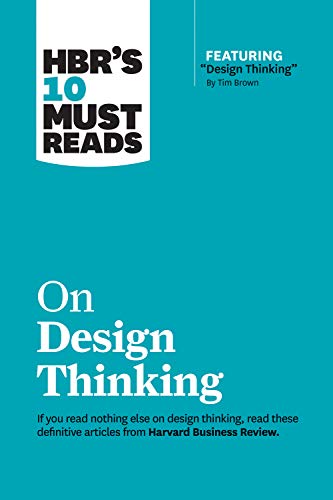 HBR'S
10
MUST
READS
FEATURING
“Design Thinking”
By Tim Brown
On
Design
Thinking
If you read nothing else on design thinking, read these
definitive articles from Harvard Business Review.